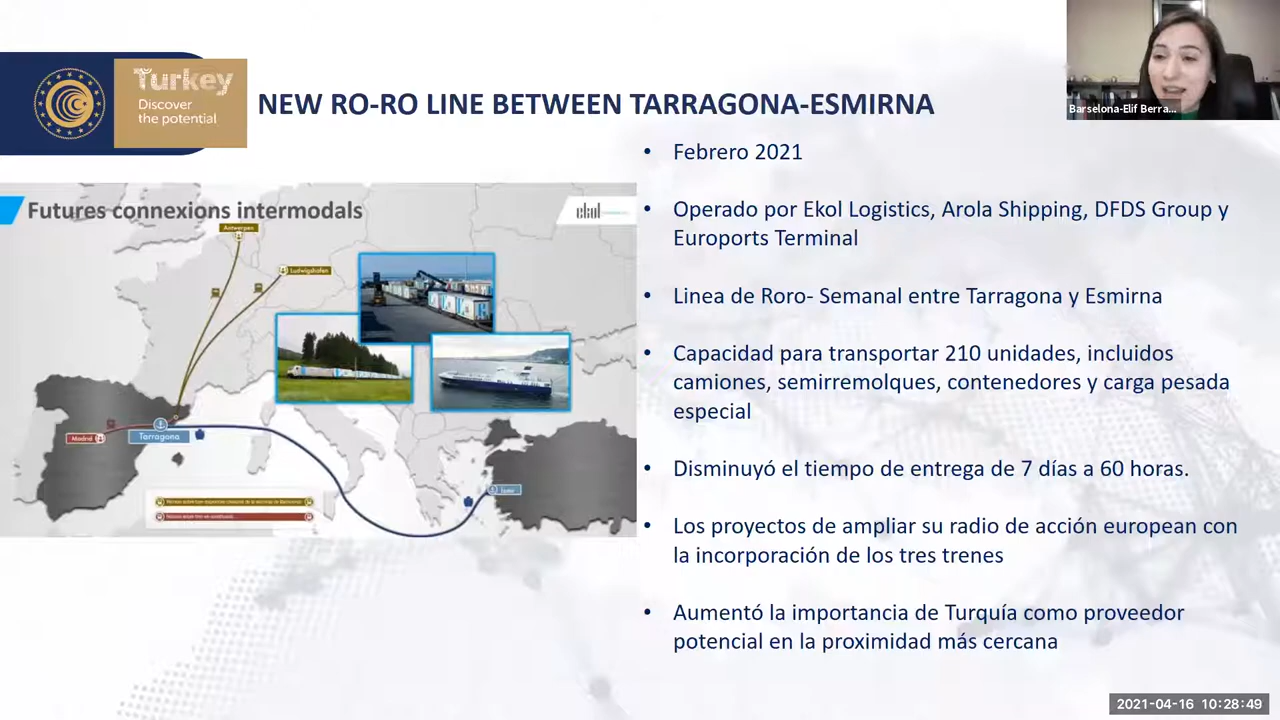 Turkey
Discover
the potential
NEW RO-RO LINE BETWEEN TARRAGONA-ESMIRNA
Barselona-Elif Berra...
Futures connexions intermodals
ekol
Antwerpen
Ludwigshafen
Madrid
Tarragona
Izmir
• Febrero 2021
• Operado por Ekol Logistics, Arola Shipping, DFDS Group y
Euroports Terminal
• Linea de Roro- Semanal entre Tarragona y Esmirna
• Capacidad para transportar 210 unidades, incluidos
camiones, semirremolques, contenedores y carga pesada
especial
• Disminuyó el tiempo de entrega de 7 días a 60 horas.
• Los proyectos de ampliar su radio de acción european con
la incorporación de los tres trenes
• Aumentó la importancia de Turquía como proveedor
potencial en la proximidad más cercana
2021-04-16 10:28:49